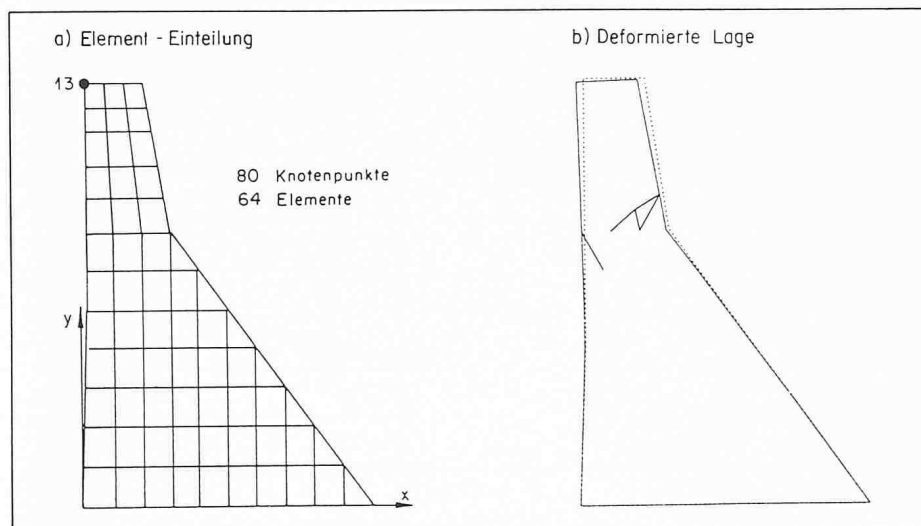 a) Element - Einteilung
b) Deformierte Lage
13
80 Knotenpunkte
64 Elemente
y
x